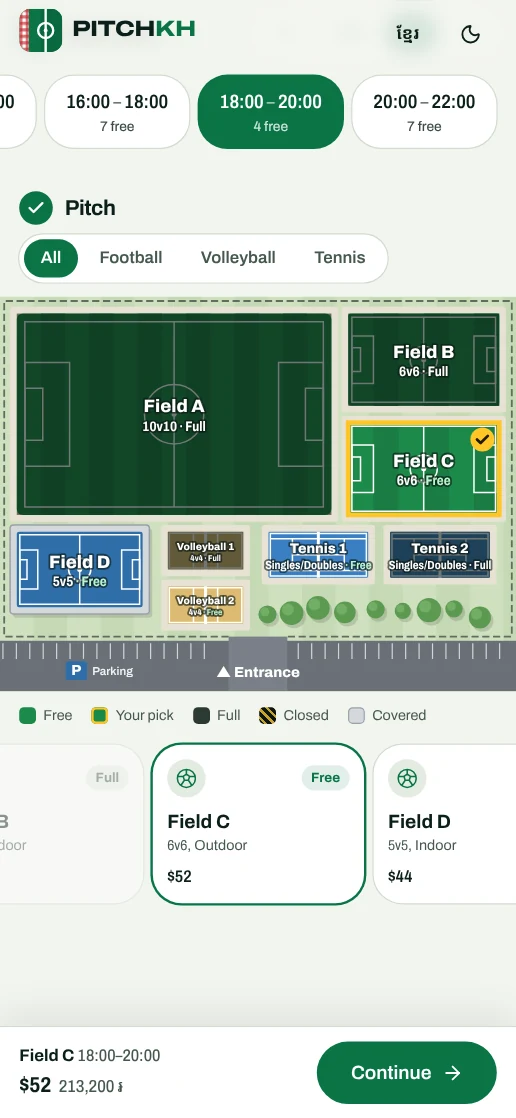 PITCHKH
ខ្មែរ
00
16:00 – 18:00
7 free
18:00 – 20:00
4 free
20:00 – 22:00
7 free
Pitch
All
Football
Volleyball
Tennis
Field A
10v10 · Full
Field B
6v6 · Full
Field C
6v6 · Free
Field D
5v5 · Free
Volleyball 1
4v4 · Full
Volleyball 2
4v4 · Free
Tennis 1
Singles/Doubles · Free
Tennis 2
Singles/Doubles · Full
P Parking
Entrance
Free
Your pick
Full
Closed
Covered
Full
B
door
Free
Field C
6v6, Outdoor
$52
Field D
5v5, Indoor
$44
Field C 18:00–20:00
$52 213,200 ៛
Continue